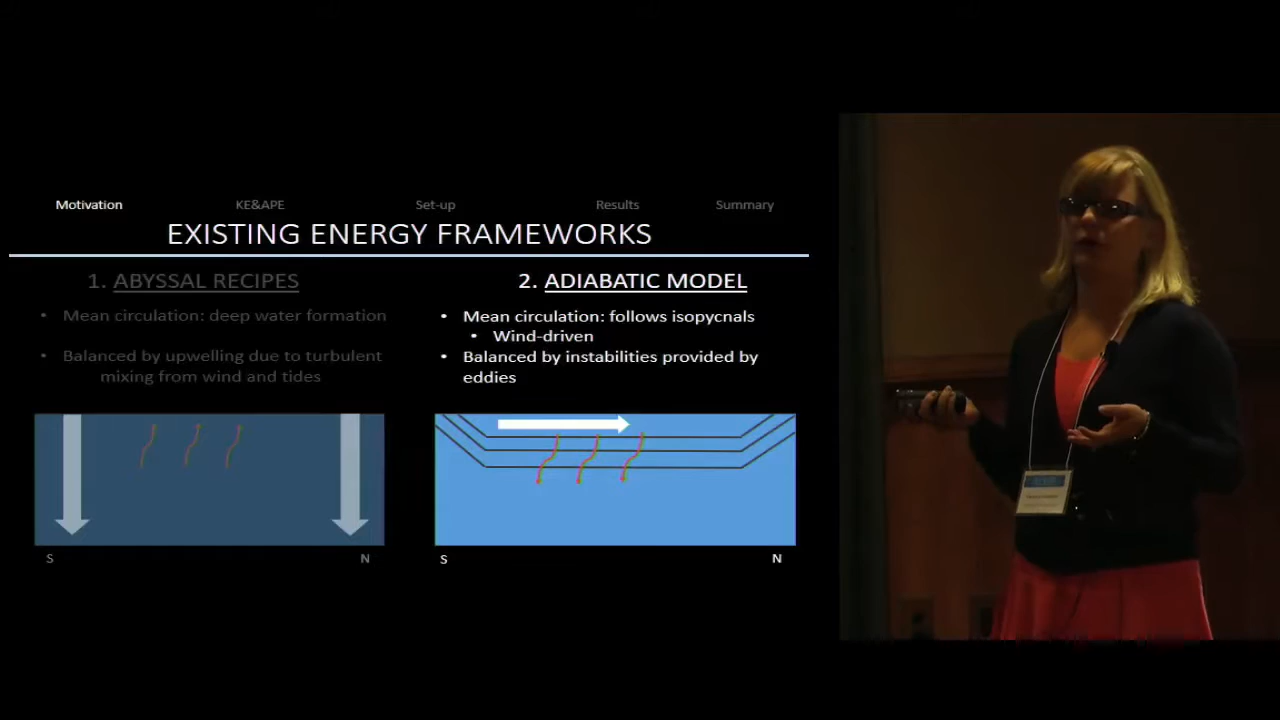 Motivation KE&APE Set-up Results Summary
EXISTING ENERGY FRAMEWORKS
1. ABYSSAL RECIPES
• Mean circulation: deep water formation
• Balanced by upwelling due to turbulent
mixing from wind and tides
S N
2. ADIABATIC MODEL
• Mean circulation: follows isopycnals
• Wind-driven
• Balanced by instabilities provided by
eddies
S N